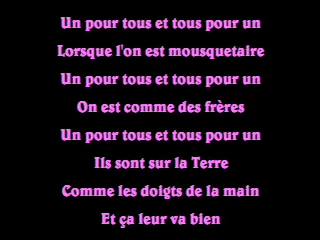 Un pour tous et tous pour un
Lorsque l'on est mousquetaire
Un pour tous et tous pour un
On est comme des frères
Un pour tous et tous pour un
Ils sont sur la Terre
Comme les doigts de la main
Et ça leur va bien